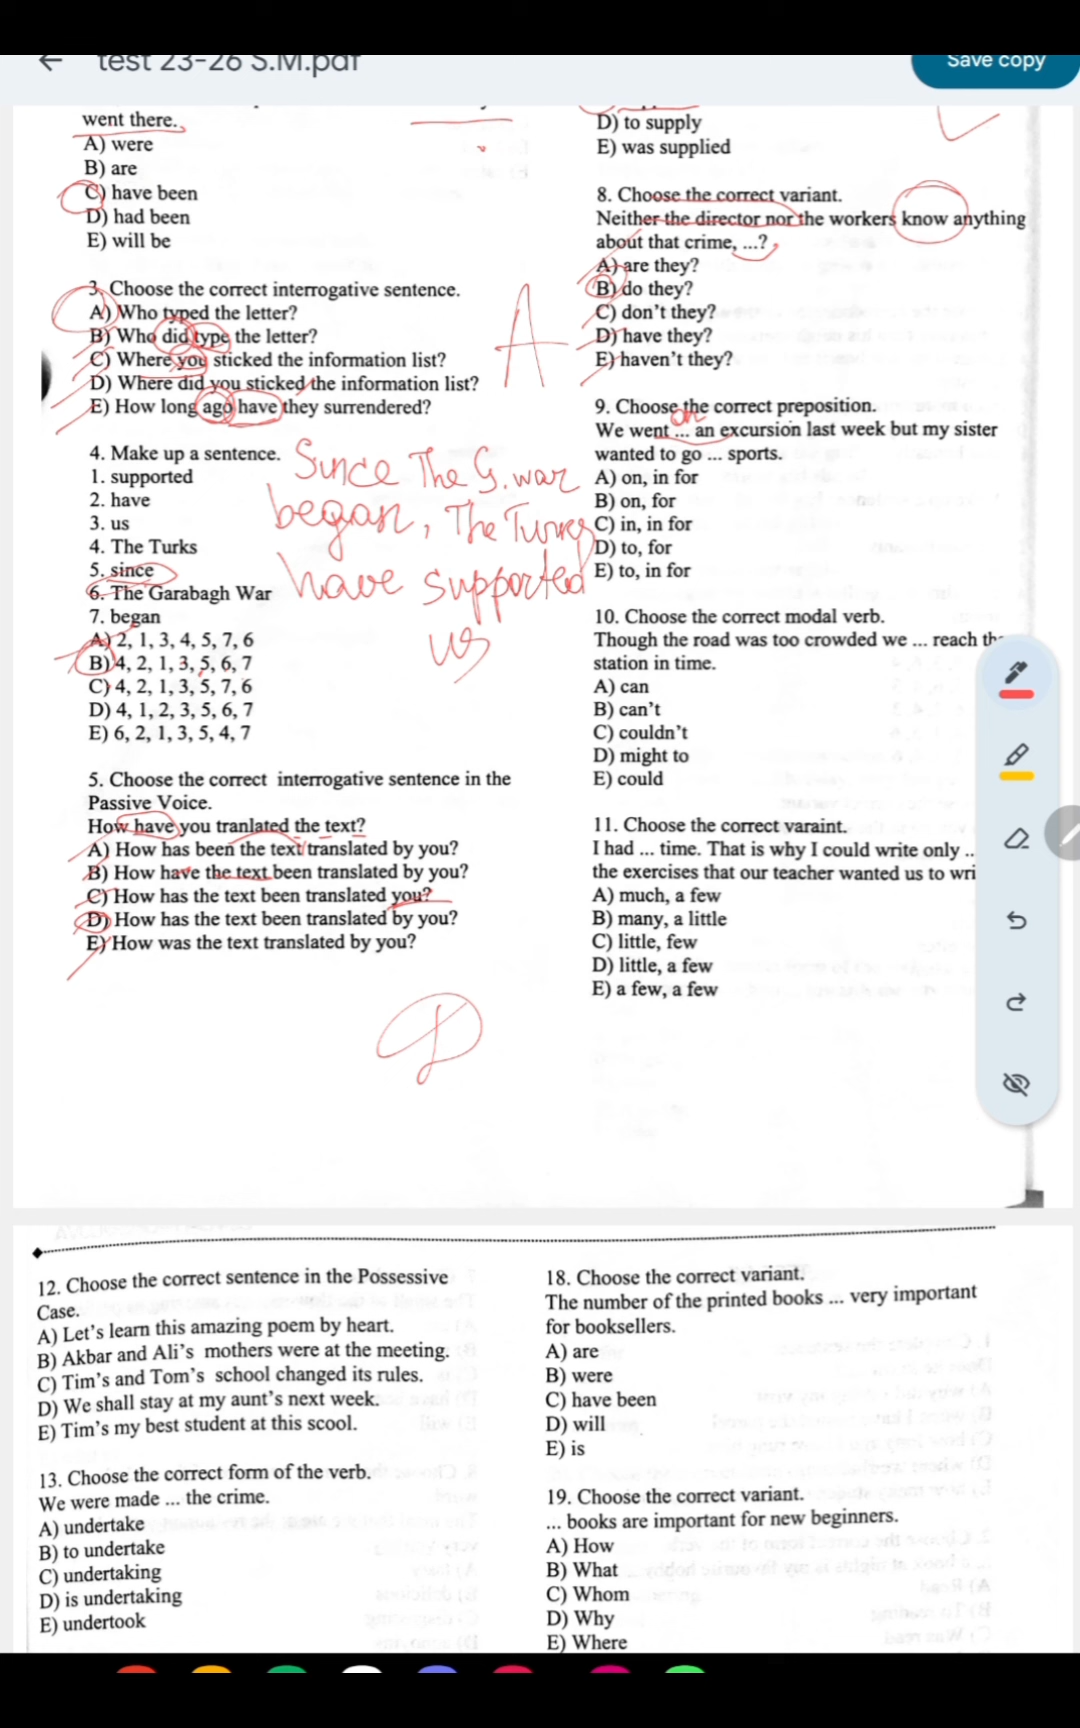 test 23-26 S.M.pdf
Save copy
went there.
A) were
B) are
C) have been
D) had been
E) will be
3. Choose the correct interrogative sentence.
A) Who typed the letter?
B) Who did type the letter?
C) Where you sticked the information list?
D) Where did you sticked the information list?
E) How long ago have they surrendered?
A
4. Make up a sentence.
1. supported
2. have
3. us
4. The Turks
5. since
6. The Garabagh War
7. began
A) 2, 1, 3, 4, 5, 7, 6
B) 4, 2, 1, 3, 5, 6, 7
C) 4, 2, 1, 3, 5, 7, 6
D) 4, 1, 2, 3, 5, 6, 7
E) 6, 2, 1, 3, 5, 4, 7
Since The G. war
began, The Turkes
have supported
us
5. Choose the correct interrogative sentence in the
Passive Voice.
How have you tranlated the text?
A) How has been the text translated by you?
B) How have the text been translated by you?
C) How has the text been translated you?
D) How has the text been translated by you?
E) How was the text translated by you?
D
D) to supply
E) was supplied
8. Choose the correct variant.
Neither the director nor the workers know anything
about that crime, ...?
A) are they?
B) do they?
C) don't they?
D) have they?
E) haven't they?
9. Choose the correct preposition.
on
We went ... an excursion last week but my sister
wanted to go ... sports.
A) on, in for
B) on, for
C) in, in for
D) to, for
E) to, in for
10. Choose the correct modal verb.
Though the road was too crowded we ... reach th
station in time.
A) can
B) can't
C) couldn't
D) might to
E) could
11. Choose the correct varaint.
I had ... time. That is why I could write only ..
the exercises that our teacher wanted us to wri
A) much, a few
B) many, a little
C) little, few
D) little, a few
E) a few, a few
12. Choose the correct sentence in the Possessive
Case.
A) Let's learn this amazing poem by heart.
B) Akbar and Ali's mothers were at the meeting.
C) Tim's and Tom's school changed its rules.
D) We shall stay at my aunt's next week.
E) Tim's my best student at this scool.
13. Choose the correct form of the verb.
We were made ... the crime.
A) undertake
B) to undertake
C) undertaking
D) is undertaking
E) undertook
18. Choose the correct variant.
The number of the printed books ... very important
for booksellers.
A) are
B) were
C) have been
D) will
E) is
19. Choose the correct variant.
... books are important for new beginners.
A) How
B) What
C) Whom
D) Why
E) Where